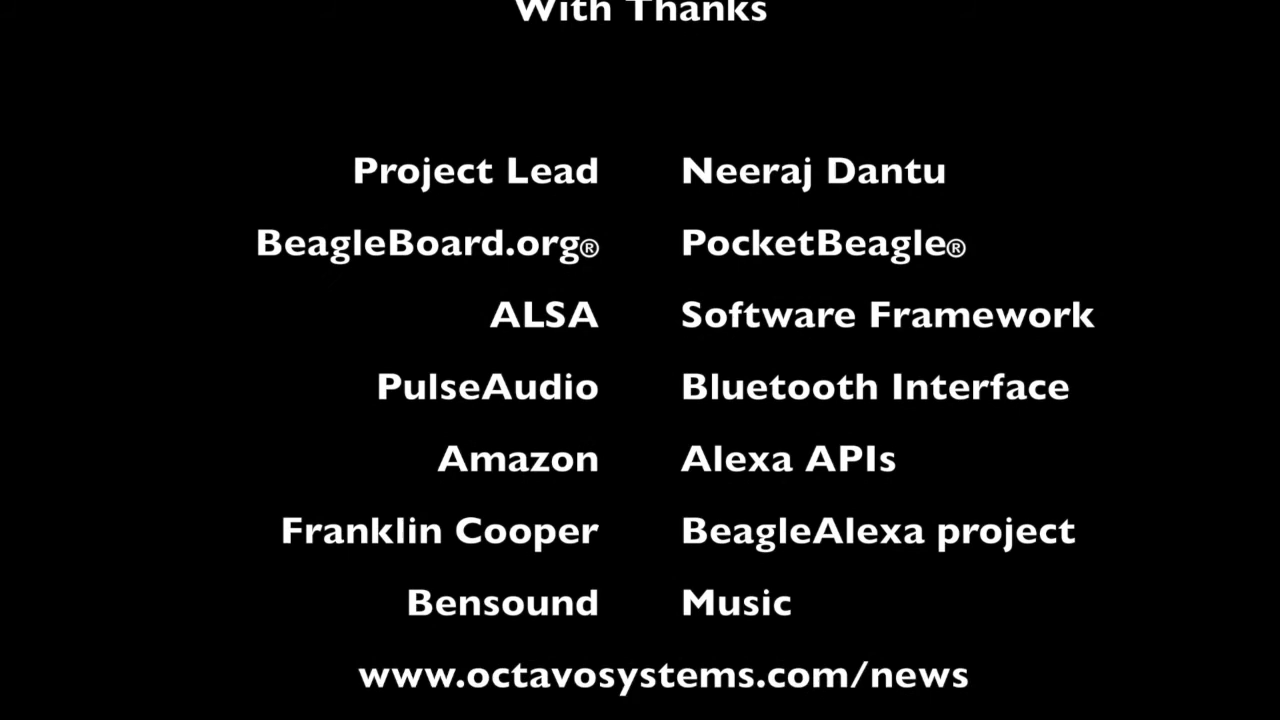 With Thanks
Project Lead Neeraj Dantu
BeagleBoard.org® PocketBeagle®
ALSA Software Framework
PulseAudio Bluetooth Interface
Amazon Alexa APIs
Franklin Cooper BeagleAlexa project
Bensound Music
www.octavosystems.com/news